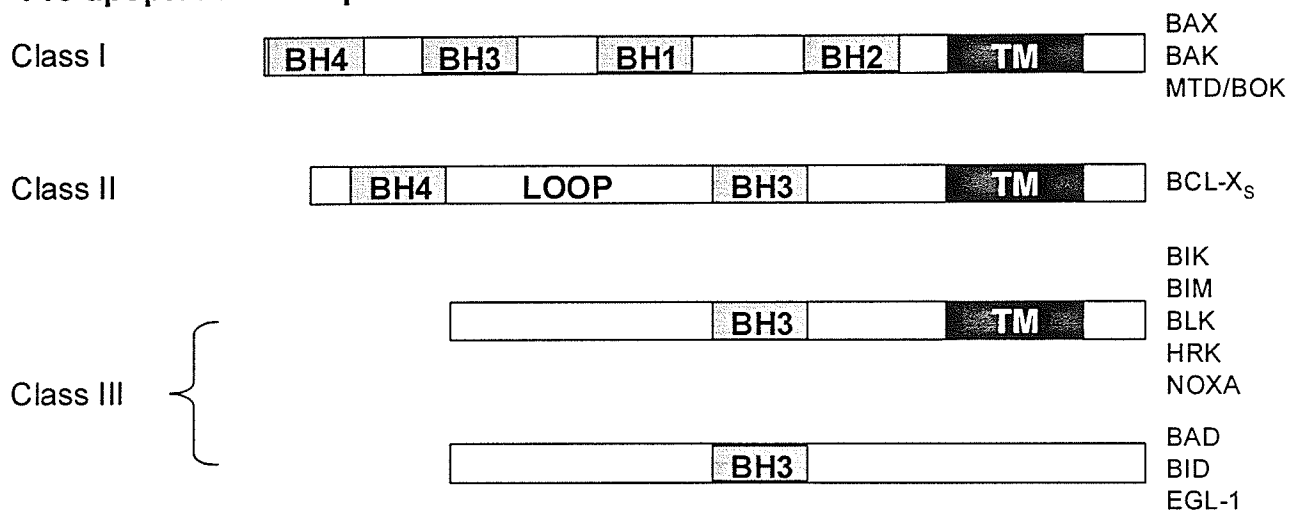 Class I
BH4 BH3 BH1 BH2 TM
BAX
BAK
MTD/BOK
Class II
BH4 LOOP BH3 TM
BCL-X_S
Class III
BH3 TM
BIK
BIM
BLK
HRK
NOXA
BH3
BAD
BID
EGL-1